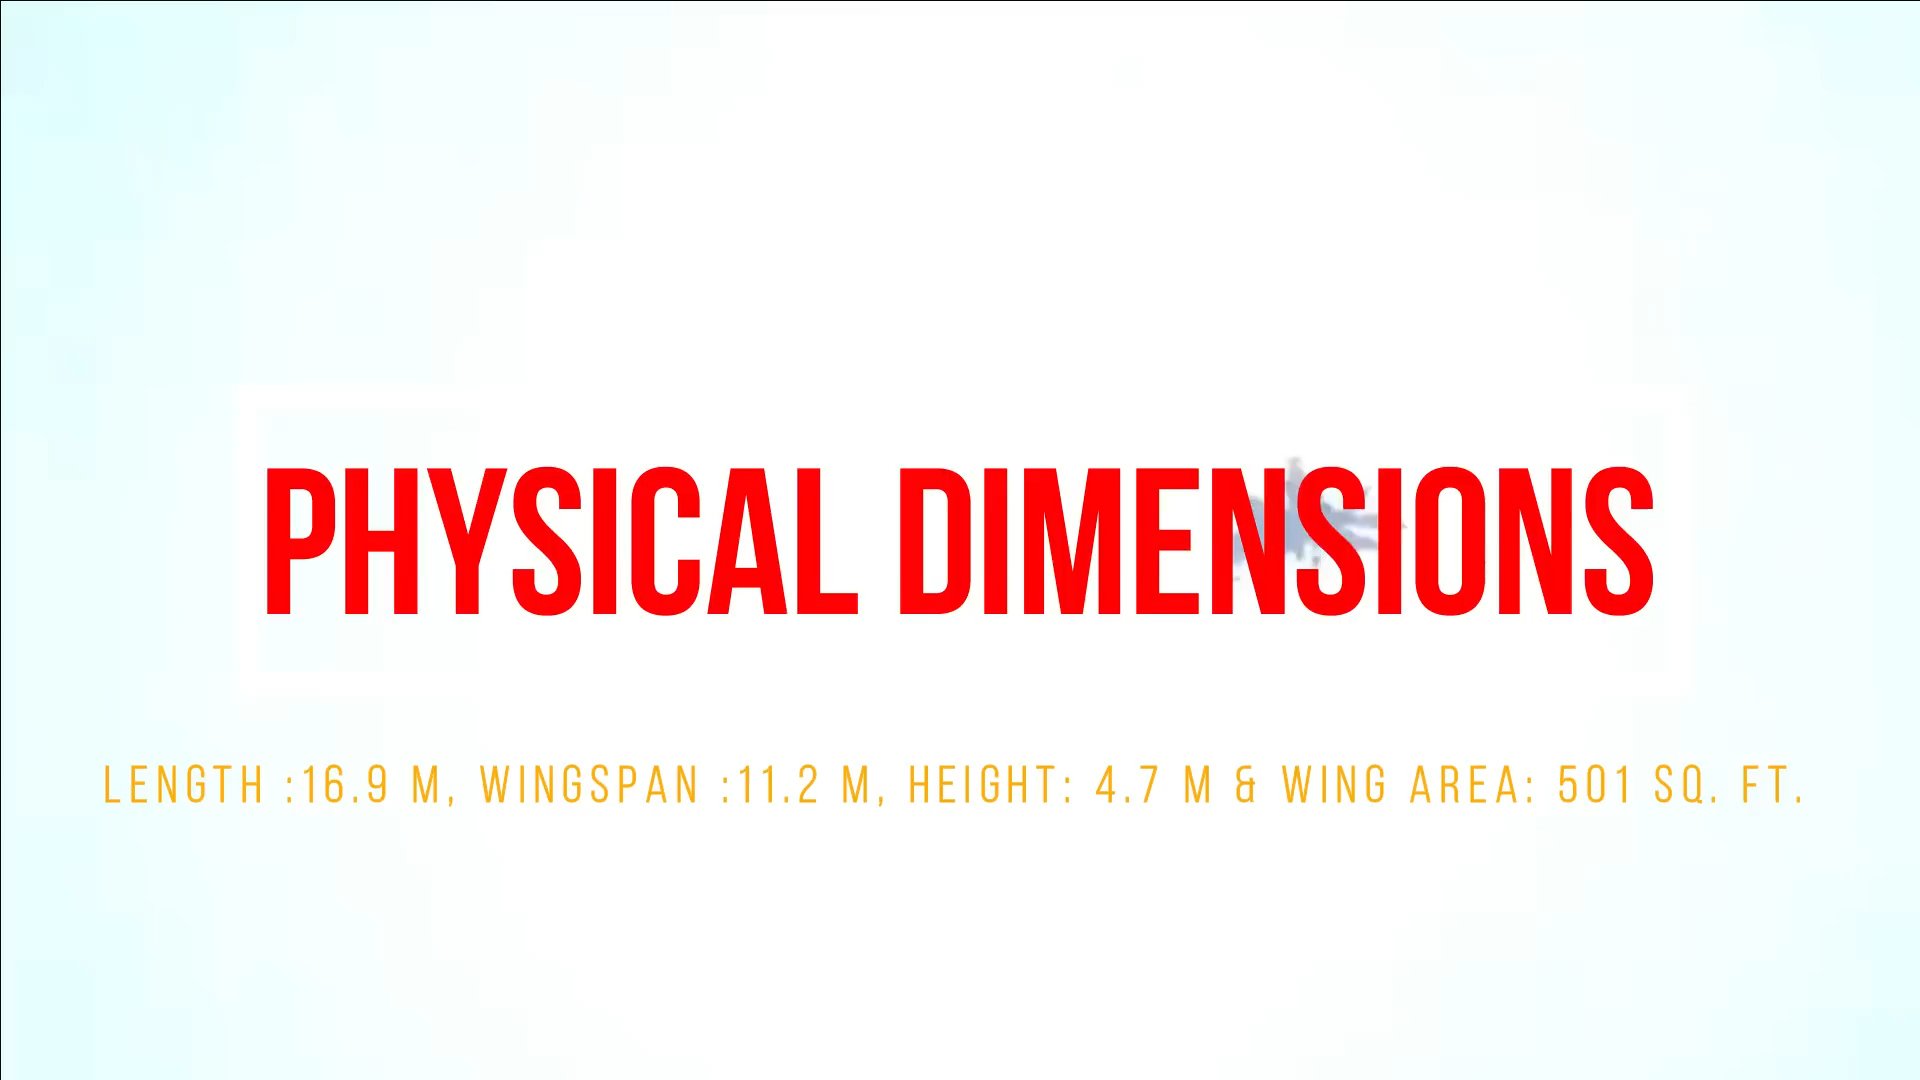 PHYSICAL DIMENSIONS
LENGTH :16.9 M, WINGSPAN :11.2 M, HEIGHT: 4.7 M & WING AREA: 501 SQ. FT.